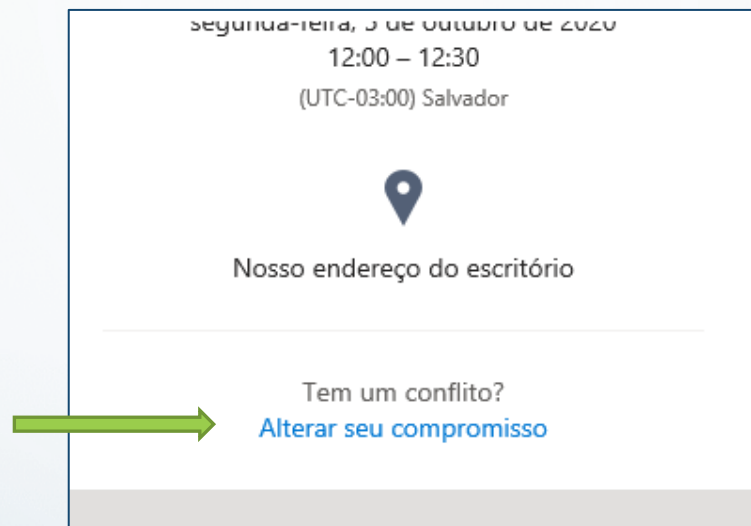 segunda-feira, 5 de outubro de 2020
12:00 – 12:30
(UTC-03:00) Salvador
Nosso endereço do escritório
Tem um conflito?
Alterar seu compromisso